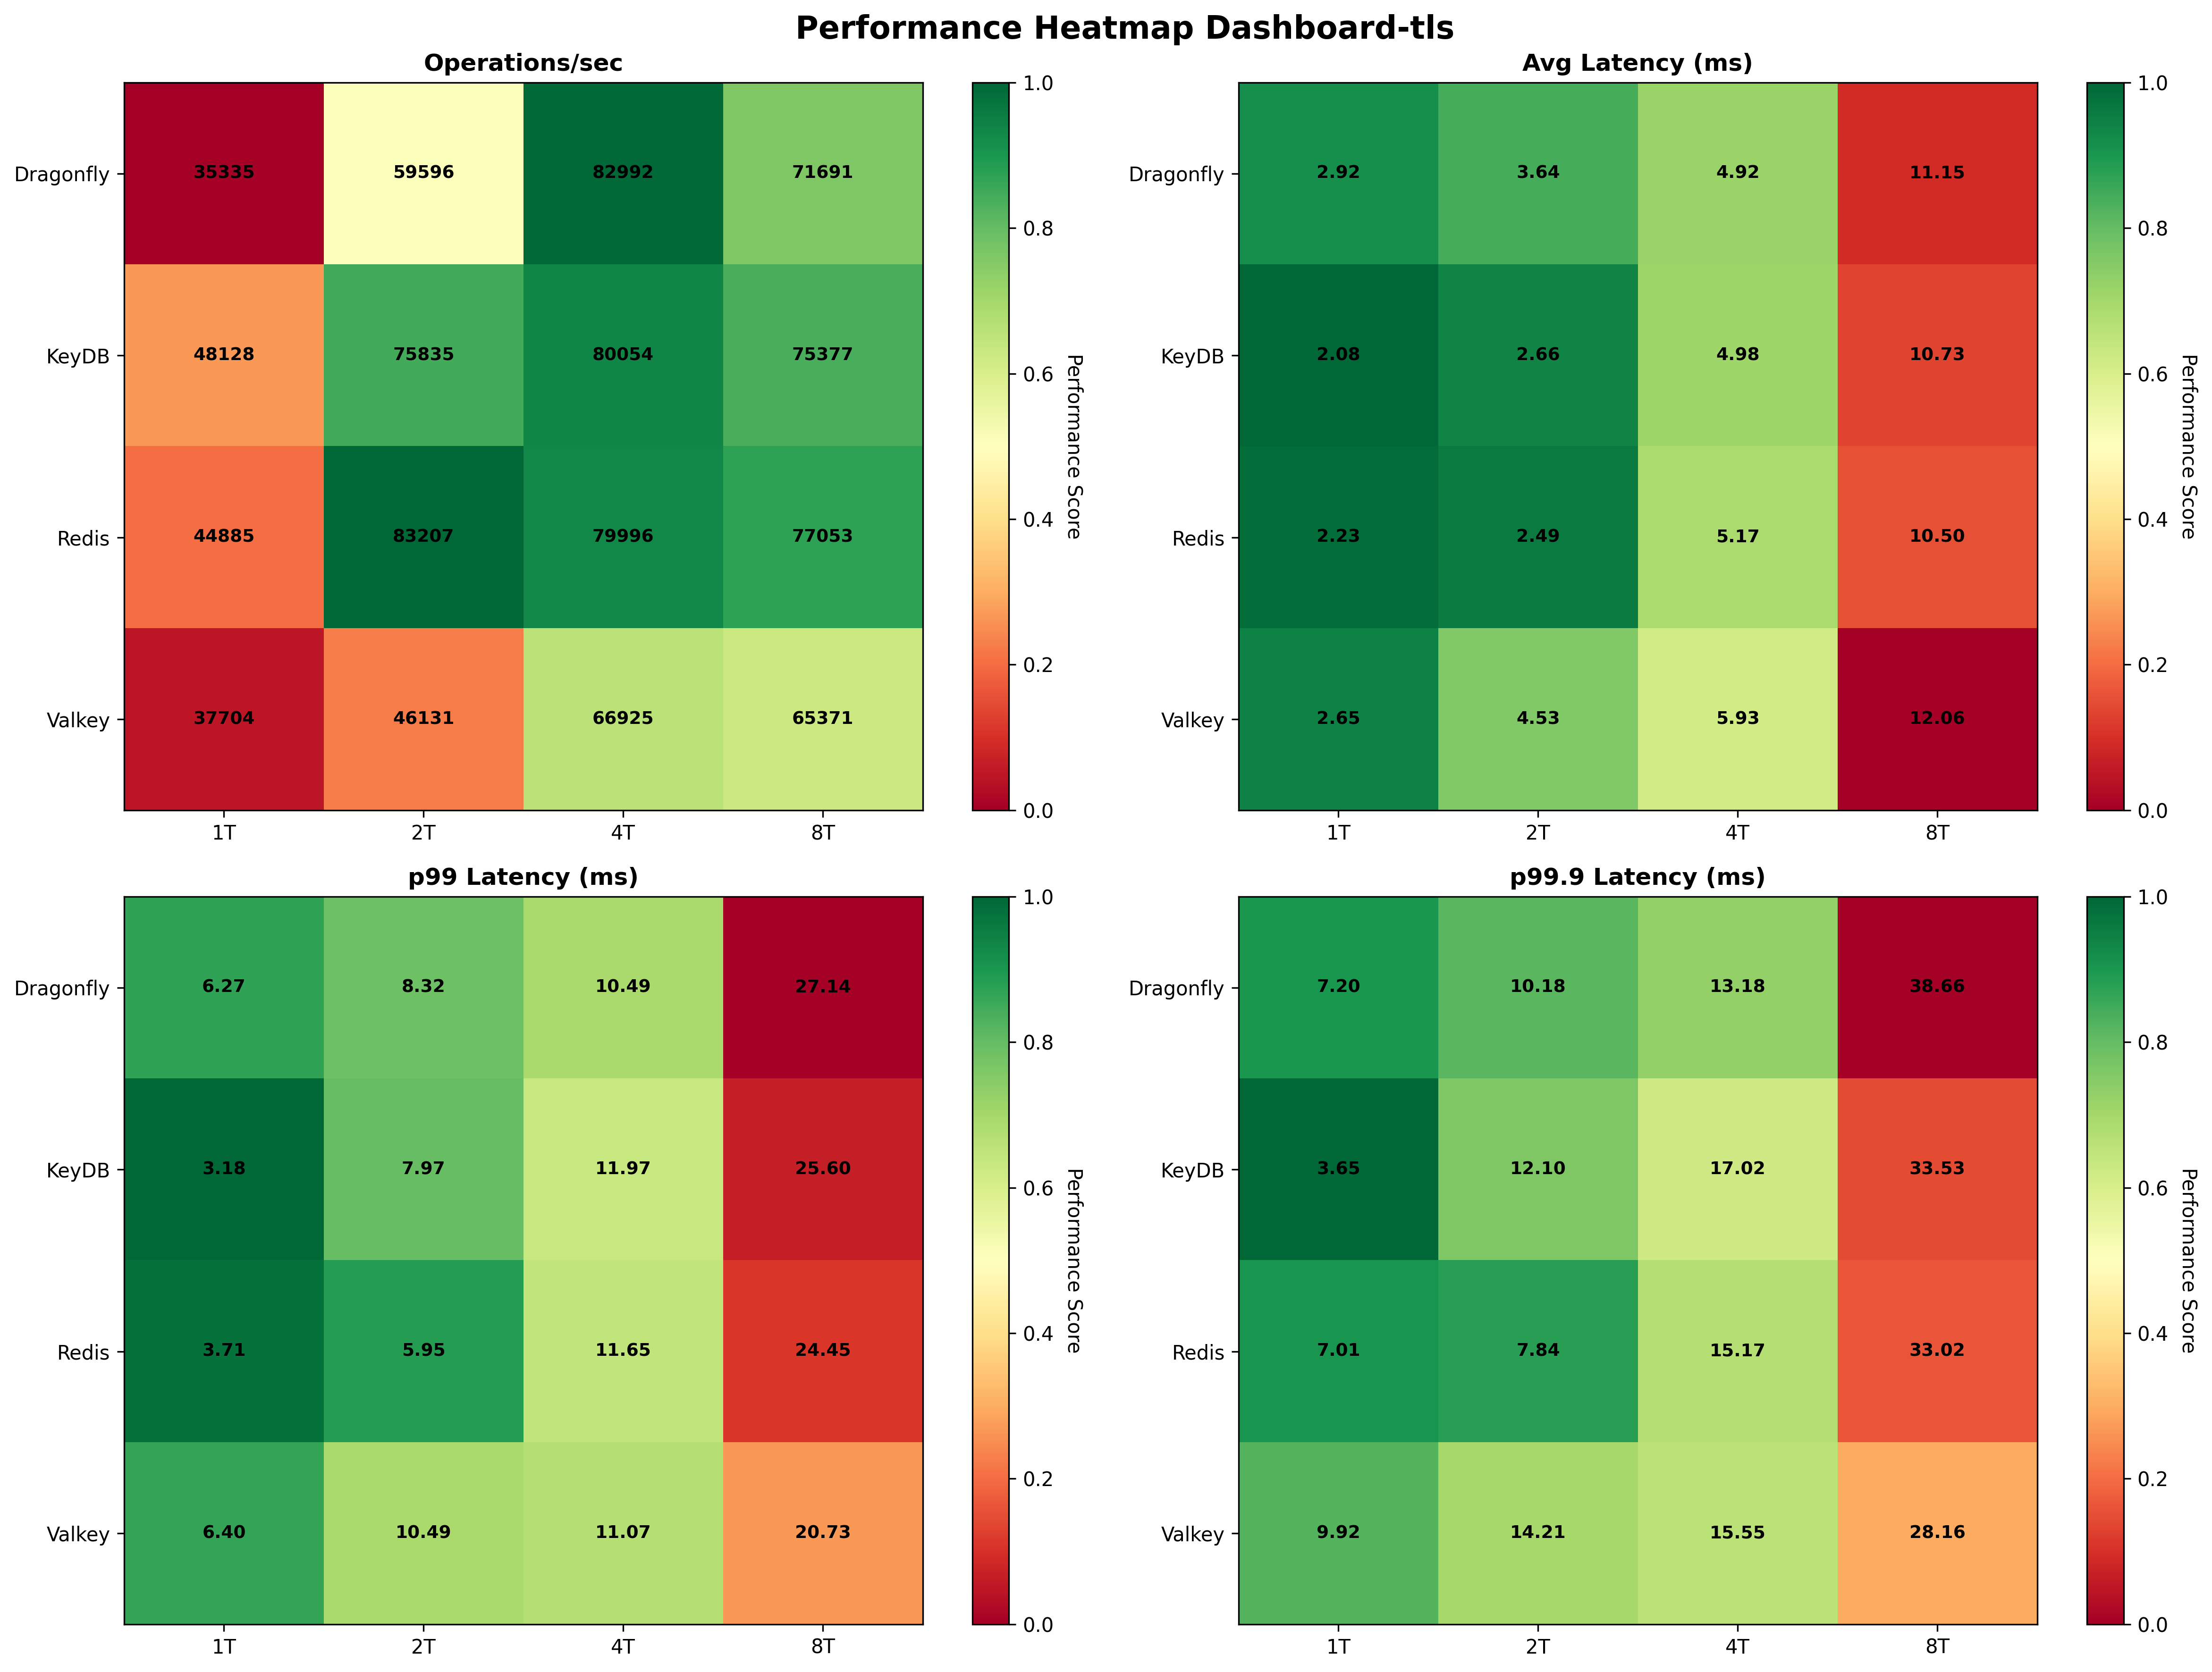 Performance Heatmap Dashboard-tls
Operations/sec
Dragonfly 35335 59596 82992 71691
KeyDB 48128 75835 80054 75377
Redis 44885 83207 79996 77053
Valkey 37704 46131 66925 65371
1T 2T 4T 8T
1.0
0.8
0.6
0.4
0.2
0.0
Performance Score
Avg Latency (ms)
Dragonfly 2.92 3.64 4.92 11.15
KeyDB 2.08 2.66 4.98 10.73
Redis 2.23 2.49 5.17 10.50
Valkey 2.65 4.53 5.93 12.06
1T 2T 4T 8T
1.0
0.8
0.6
0.4
0.2
0.0
Performance Score
p99 Latency (ms)
Dragonfly 6.27 8.32 10.49 27.14
KeyDB 3.18 7.97 11.97 25.60
Redis 3.71 5.95 11.65 24.45
Valkey 6.40 10.49 11.07 20.73
1T 2T 4T 8T
1.0
0.8
0.6
0.4
0.2
0.0
Performance Score
p99.9 Latency (ms)
Dragonfly 7.20 10.18 13.18 38.66
KeyDB 3.65 12.10 17.02 33.53
Redis 7.01 7.84 15.17 33.02
Valkey 9.92 14.21 15.55 28.16
1T 2T 4T 8T
1.0
0.8
0.6
0.4
0.2
0.0
Performance Score